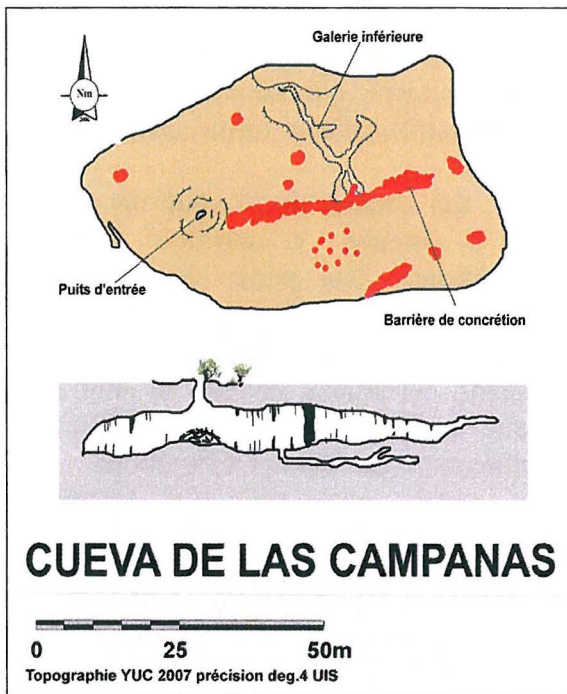 Galerie inférieure
Nm
Puits d'entrée
Barrière de concrétion
CUEVA DE LAS CAMPANAS
0 25 50m
Topographie YUC 2007 précision deg.4 UIS